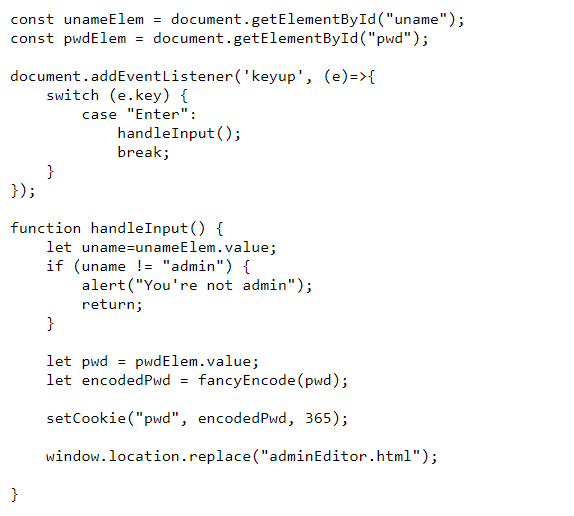 const unameElem = document.getElementById("uname");
const pwdElem = document.getElementById("pwd");

document.addEventListener('keyup', (e)=>{
    switch (e.key) {
        case "Enter":
            handleInput();
            break;
    }
});

function handleInput() {
    let uname=unameElem.value;
    if (uname != "admin") {
        alert("You're not admin");
        return;
    }

    let pwd = pwdElem.value;
    let encodedPwd = fancyEncode(pwd);

    setCookie("pwd", encodedPwd, 365);

    window.location.replace("adminEditor.html");

}